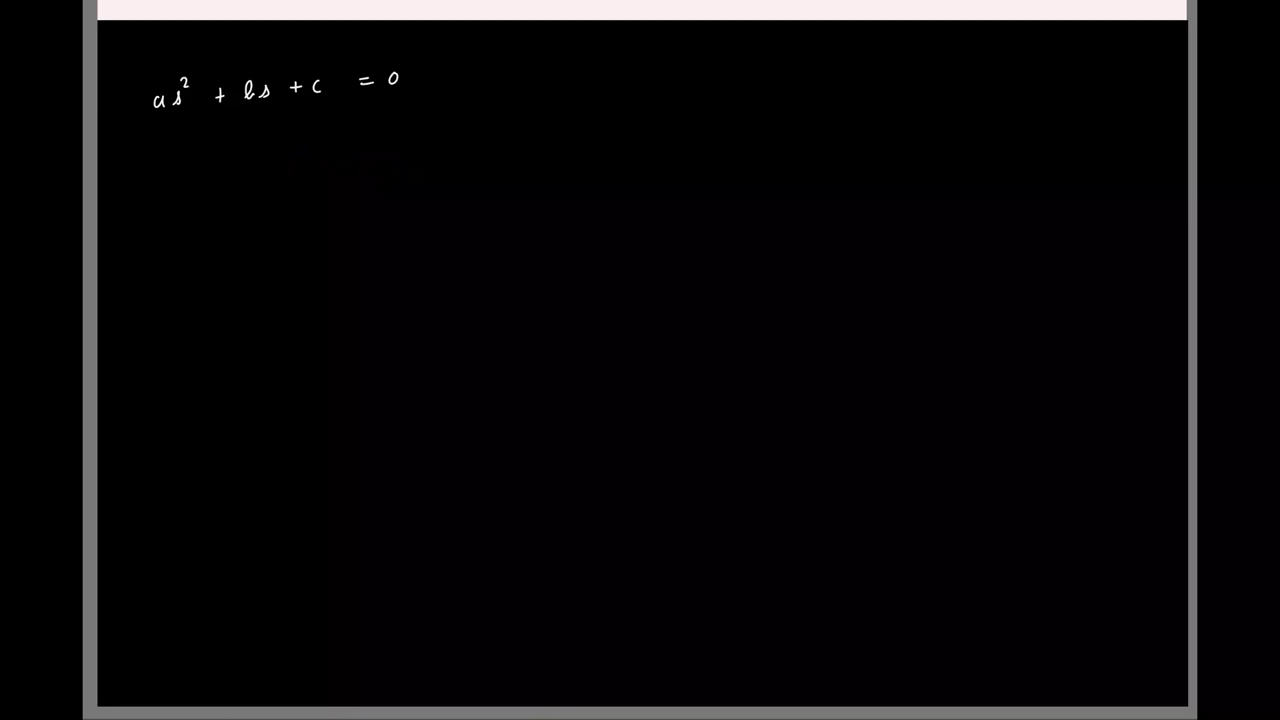 as² + bs + c = 0